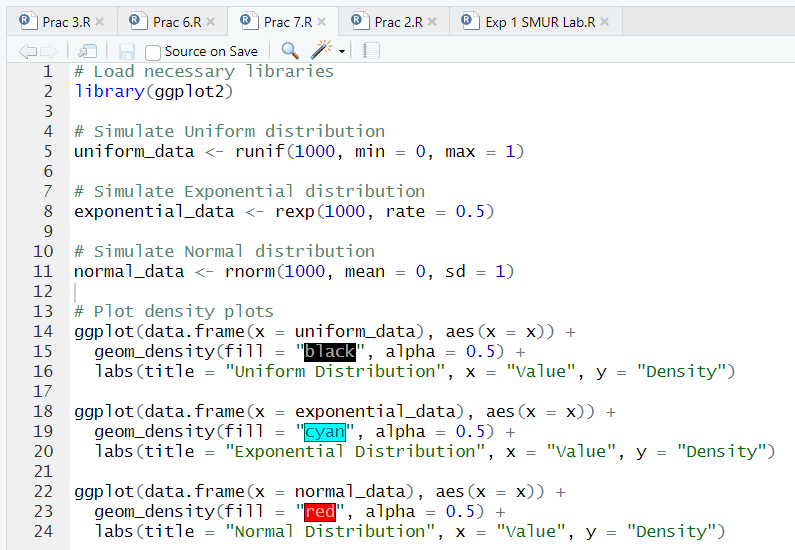 Prac 3.R Prac 6.R Prac 7.R Prac 2.R Exp 1 SMUR Lab.R
Source on Save
1 # Load necessary libraries
2 library(ggplot2)
3
4 # Simulate Uniform distribution
5 uniform_data <- runif(1000, min = 0, max = 1)
6
7 # Simulate Exponential distribution
8 exponential_data <- rexp(1000, rate = 0.5)
9
10 # Simulate Normal distribution
11 normal_data <- rnorm(1000, mean = 0, sd = 1)
12
13 # Plot density plots
14 ggplot(data.frame(x = uniform_data), aes(x = x)) +
15   geom_density(fill = "black", alpha = 0.5) +
16   labs(title = "Uniform Distribution", x = "Value", y = "Density")
17
18 ggplot(data.frame(x = exponential_data), aes(x = x)) +
19   geom_density(fill = "cyan", alpha = 0.5) +
20   labs(title = "Exponential Distribution", x = "Value", y = "Density")
21
22 ggplot(data.frame(x = normal_data), aes(x = x)) +
23   geom_density(fill = "red", alpha = 0.5) +
24   labs(title = "Normal Distribution", x = "Value", y = "Density")